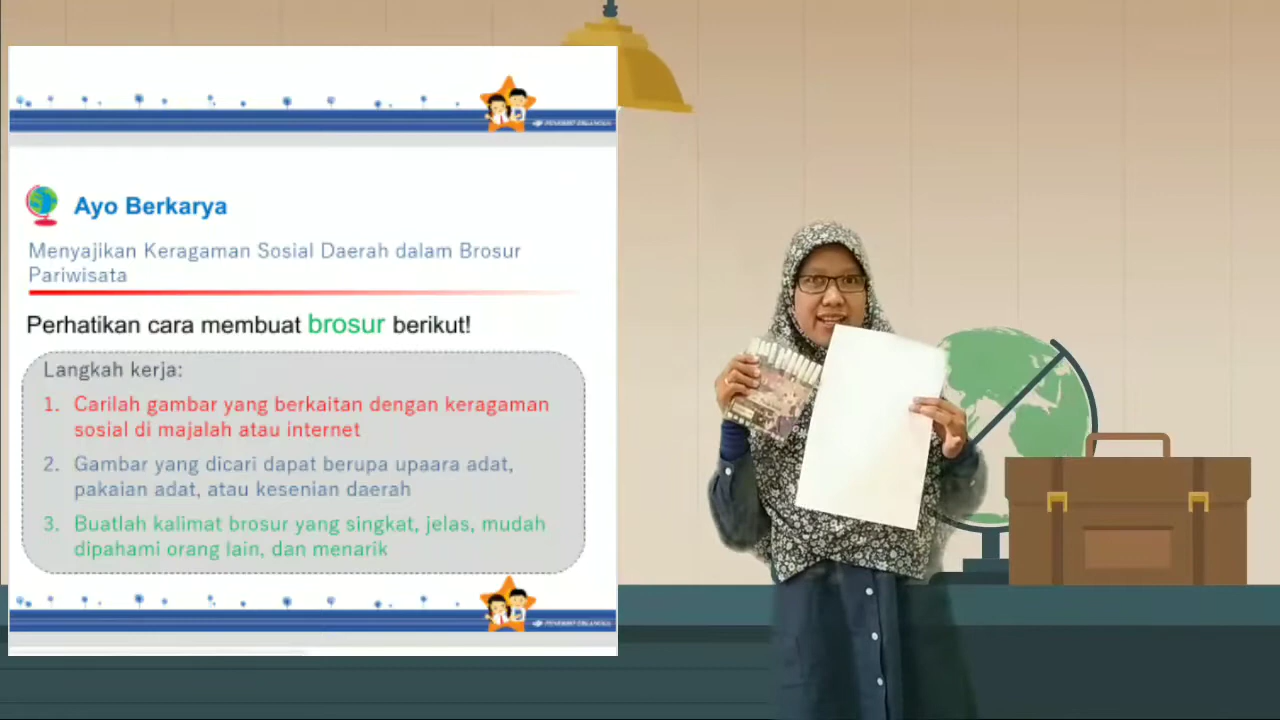 Ayo Berkarya
Menyajikan Keragaman Sosial Daerah dalam Brosur
Pariwisata
Perhatikan cara membuat brosur berikut!
Langkah kerja:
1. Carilah gambar yang berkaitan dengan keragaman
sosial di majalah atau internet
2. Gambar yang dicari dapat berupa upaara adat,
pakaian adat, atau kesenian daerah
3. Buatlah kalimat brosur yang singkat, jelas, mudah
dipahami orang lain, dan menarik